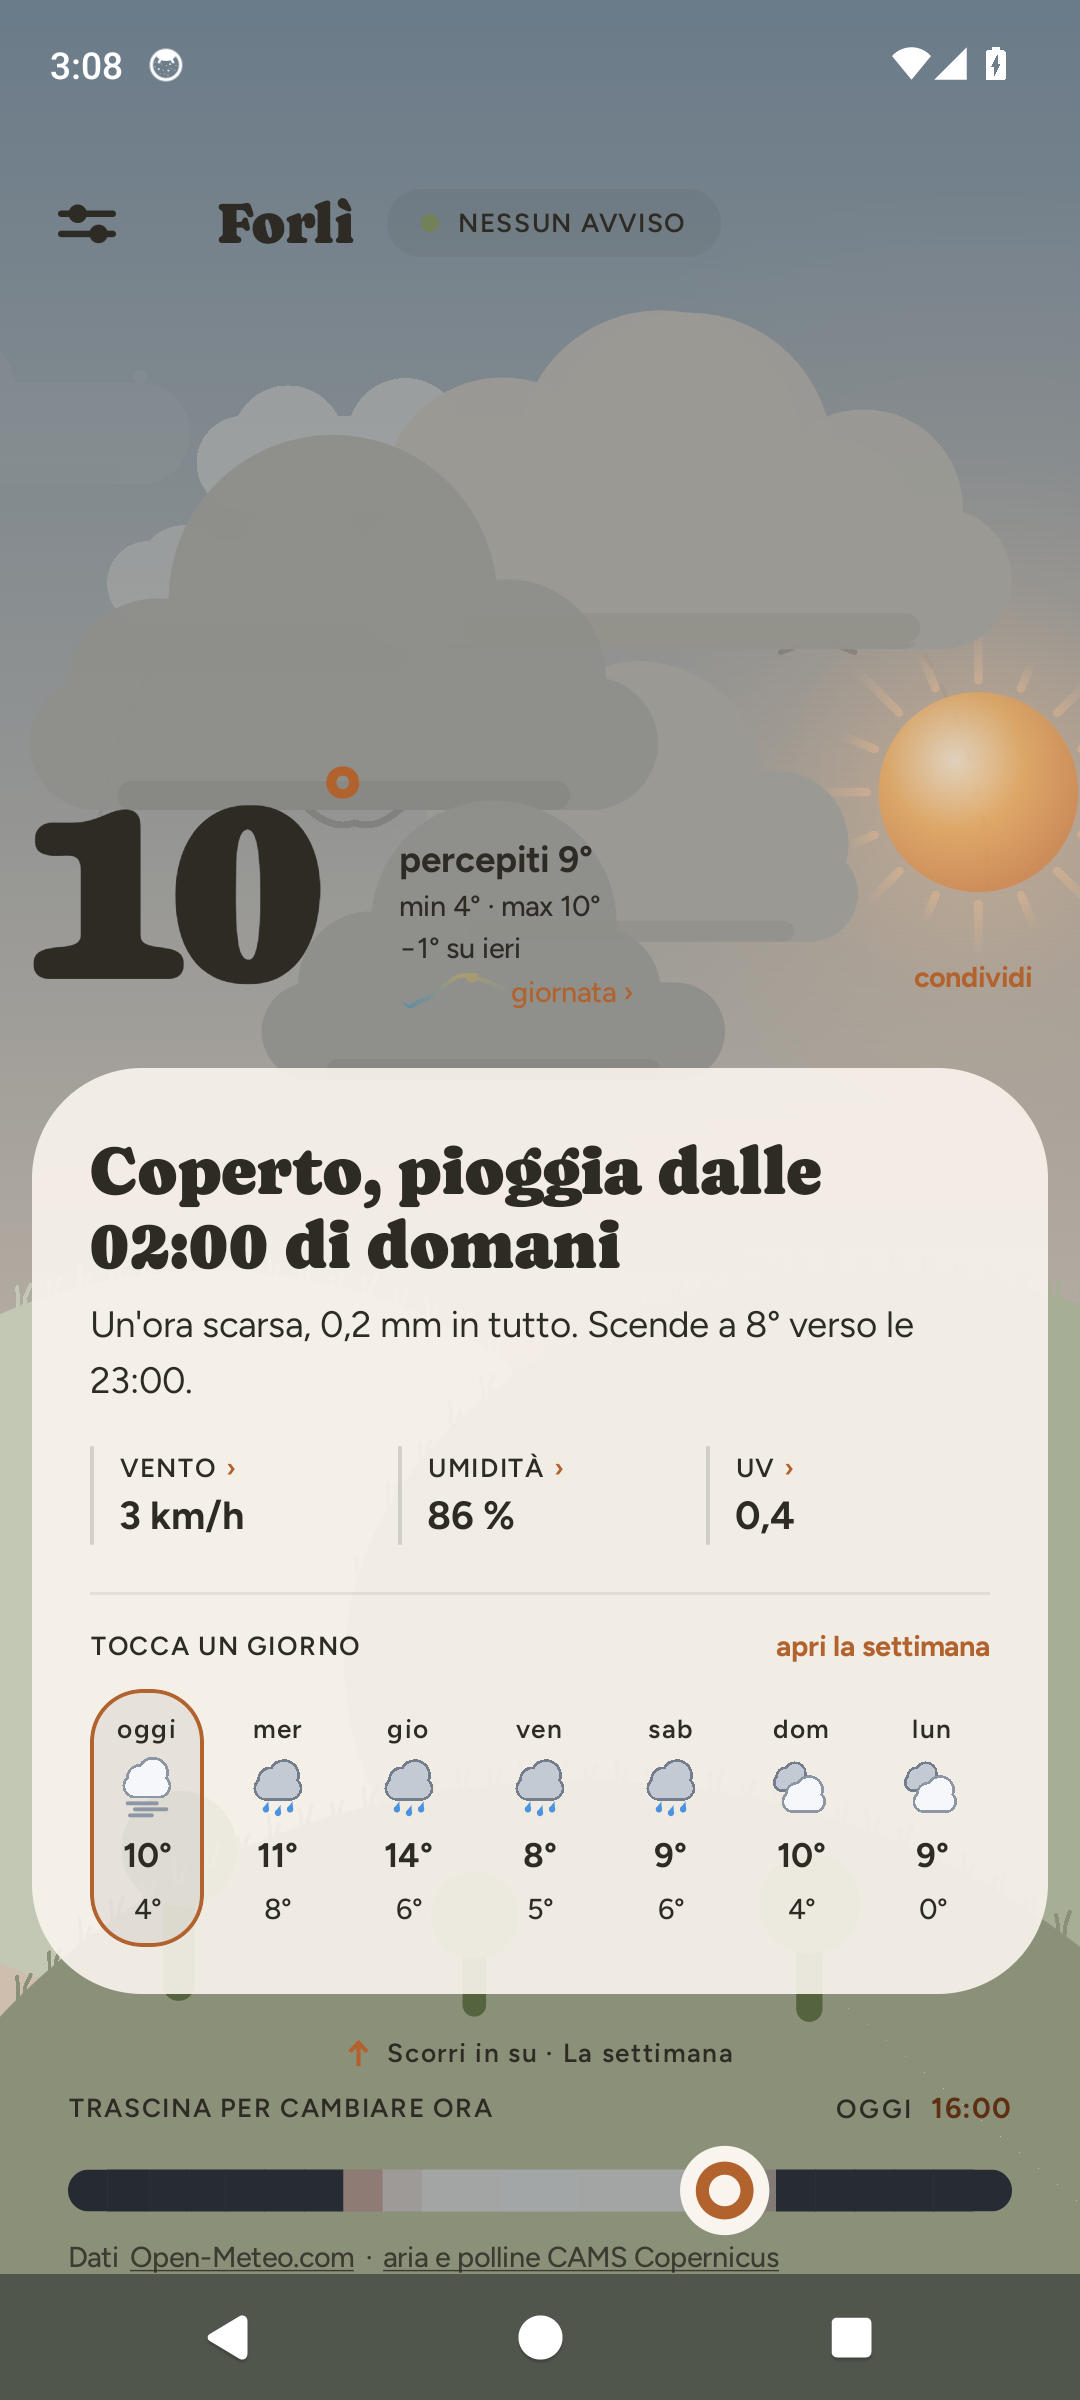 3:08
Forlì
NESSUN AVVISO
10
percepiti 9°
min 4° · max 10°
−1° su ieri
giornata ›
condividi
Coperto, pioggia dalle
02:00 di domani
Un'ora scarsa, 0,2 mm in tutto. Scende a 8° verso le
23:00.
VENTO › UMIDITÀ › UV ›
3 km/h 86 % 0,4
TOCCA UN GIORNO apri la settimana
oggi mer gio ven sab dom lun
10° 11° 14° 8° 9° 10° 9°
4° 8° 6° 5° 6° 4° 0°
↑ Scorri in su · La settimana
TRASCINA PER CAMBIARE ORA OGGI 16:00
Dati Open-Meteo.com · aria e polline CAMS Copernicus